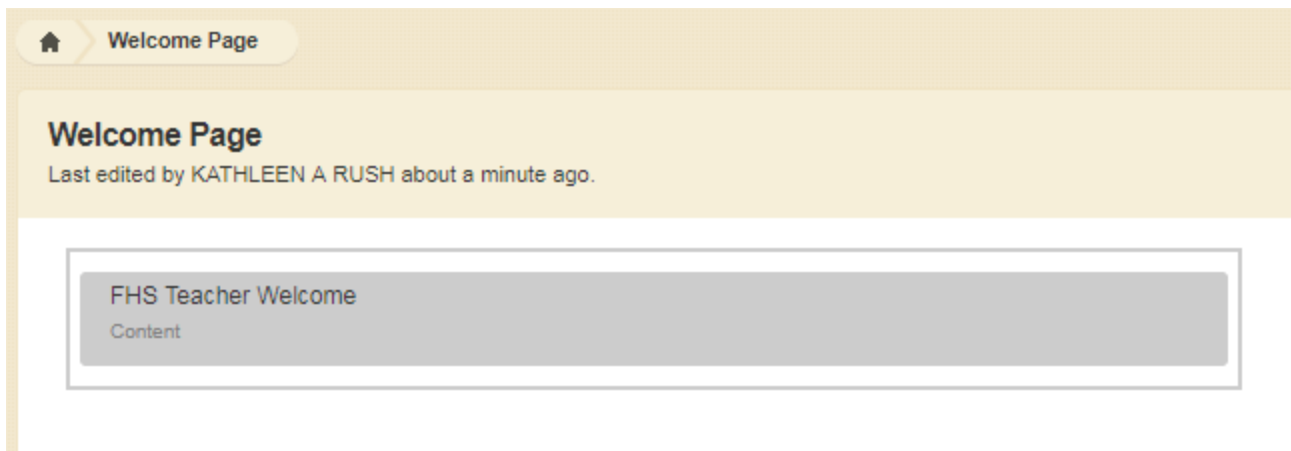 Welcome Page
Welcome Page
Last edited by KATHLEEN A RUSH about a minute ago.
FHS Teacher Welcome
Content